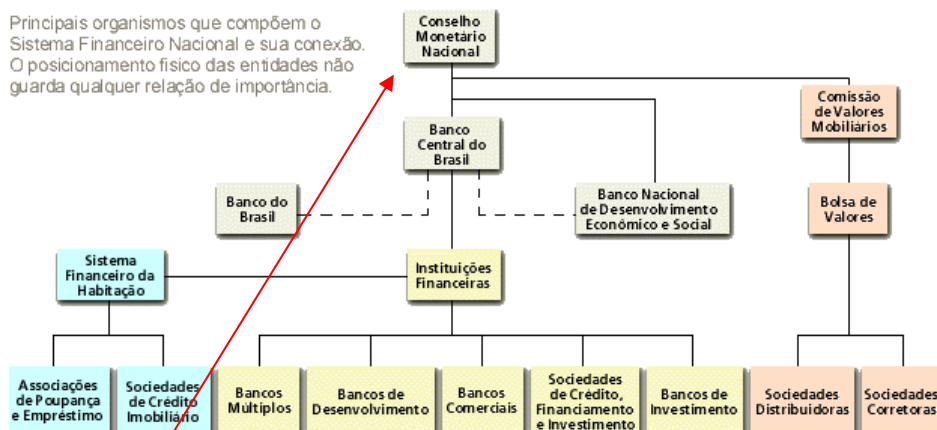 Principais organismos que compõem o
Sistema Financeiro Nacional e sua conexão.
O posicionamento fisico das entidades não
guarda qualquer relação de importância.
Conselho
Monetário
Nacional
Comissão
de Valores
Mobiliários
Banco
Central do
Brasil
Banco do
Brasil
Banco Nacional
de Desenvolvimento
Econômico e Social
Bolsa de
Valores
Sistema
Financeiro da
Habitação
Instituições
Financeiras
Associações
de Poupança
e Empréstimo
Sociedades
de Crédito
Imobiliário
Bancos
Múltiplos
Bancos de
Desenvolvimento
Bancos
Comerciais
Sociedades
de Crédito,
Financiamento
e Investimento
Bancos de
Investimento
Sociedades
Distribuidoras
Sociedades
Corretoras